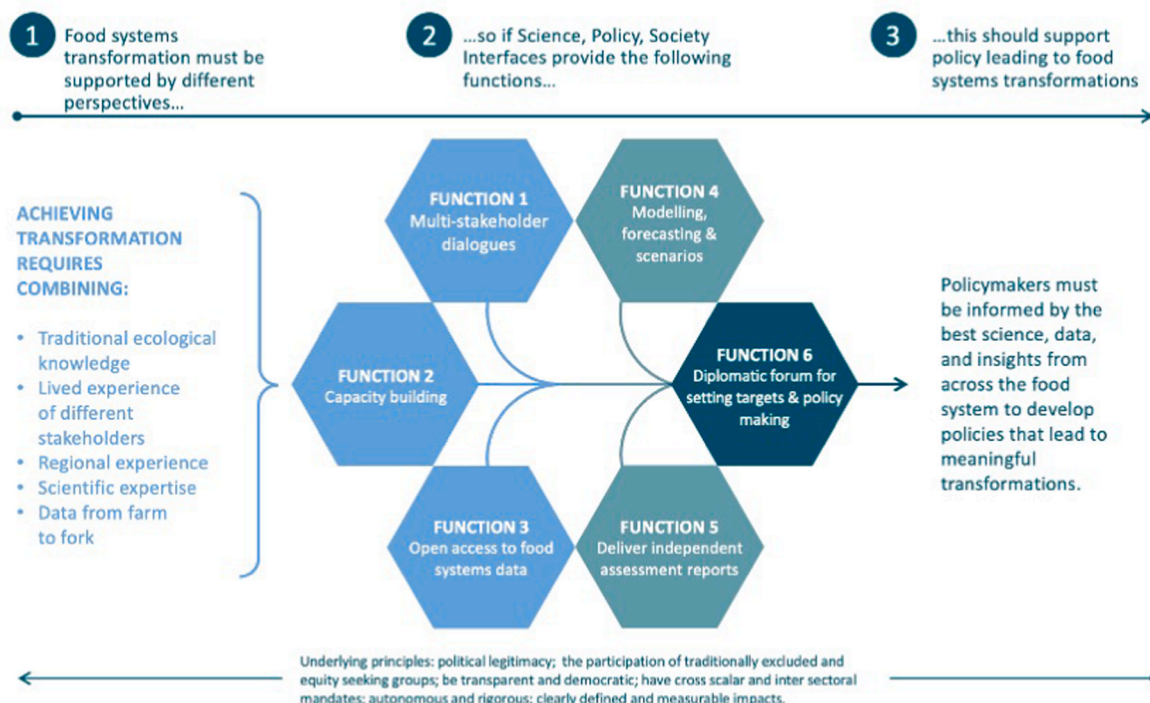 1
Food systems
transformation must be
supported by different
perspectives...
2
...so if Science, Policy, Society
Interfaces provide the following
functions...
3
...this should support
policy leading to food
systems transformations
ACHIEVING
TRANSFORMATION
REQUIRES
COMBINING:
• Traditional ecological
knowledge
• Lived experience
of different
stakeholders
• Regional experience
• Scientific expertise
• Data from farm
to fork
FUNCTION 1
Multi-stakeholder
dialogues
FUNCTION 2
Capacity building
FUNCTION 3
Open access to food
systems data
FUNCTION 4
Modelling,
forecasting &
scenarios
FUNCTION 5
Deliver independent
assessment reports
FUNCTION 6
Diplomatic forum for
setting targets & policy
making
Policymakers must
be informed by the
best science, data,
and insights from
across the food
system to develop
policies that lead to
meaningful
transformations.
Underlying principles: political legitimacy; the participation of traditionally excluded and
equity seeking groups; be transparent and democratic; have cross scalar and inter sectoral
mandates; autonomous and rigorous; clearly defined and measurable impacts.